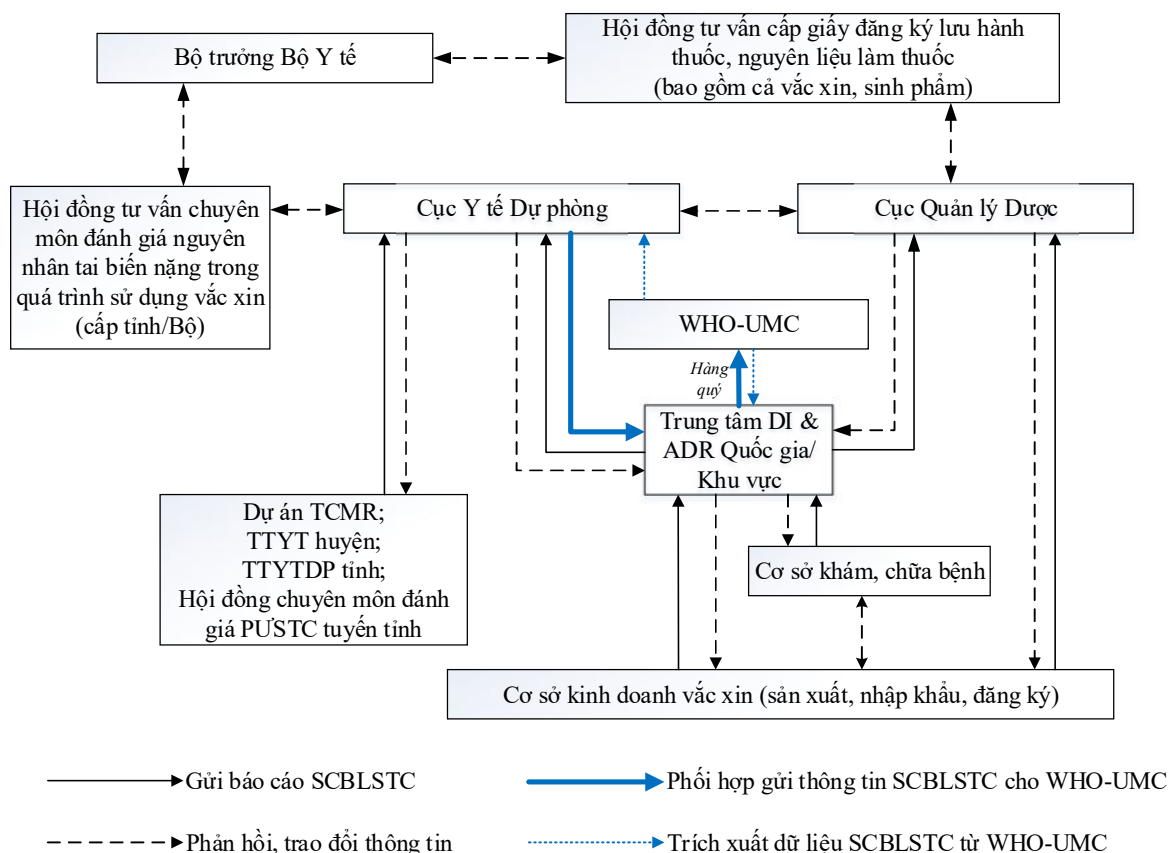 Bộ trưởng Bộ Y tế
Hội đồng tư vấn cấp giấy đăng ký lưu hành
thuốc, nguyên liệu làm thuốc
(bao gồm cả vắc xin, sinh phẩm)
Hội đồng tư vấn chuyên
môn đánh giá nguyên
nhân tai biến nặng trong
quá trình sử dụng vắc xin
(cấp tỉnh/Bộ)
Cục Y tế Dự phòng
Cục Quản lý Dược
WHO-UMC
Hàng
quý
Trung tâm DI &
ADR Quốc gia/
Khu vực
Dự án TCMR;
TTYT huyện;
TTYTDP tỉnh;
Hội đồng chuyên môn đánh
giá PƯSTC tuyến tỉnh
Cơ sở khám, chữa bệnh
Cơ sở kinh doanh vắc xin (sản xuất, nhập khẩu, đăng ký)
Gửi báo cáo SCBLSTC
Phối hợp gửi thông tin SCBLSTC cho WHO-UMC
Phản hồi, trao đổi thông tin
Trích xuất dữ liệu SCBLSTC từ WHO-UMC